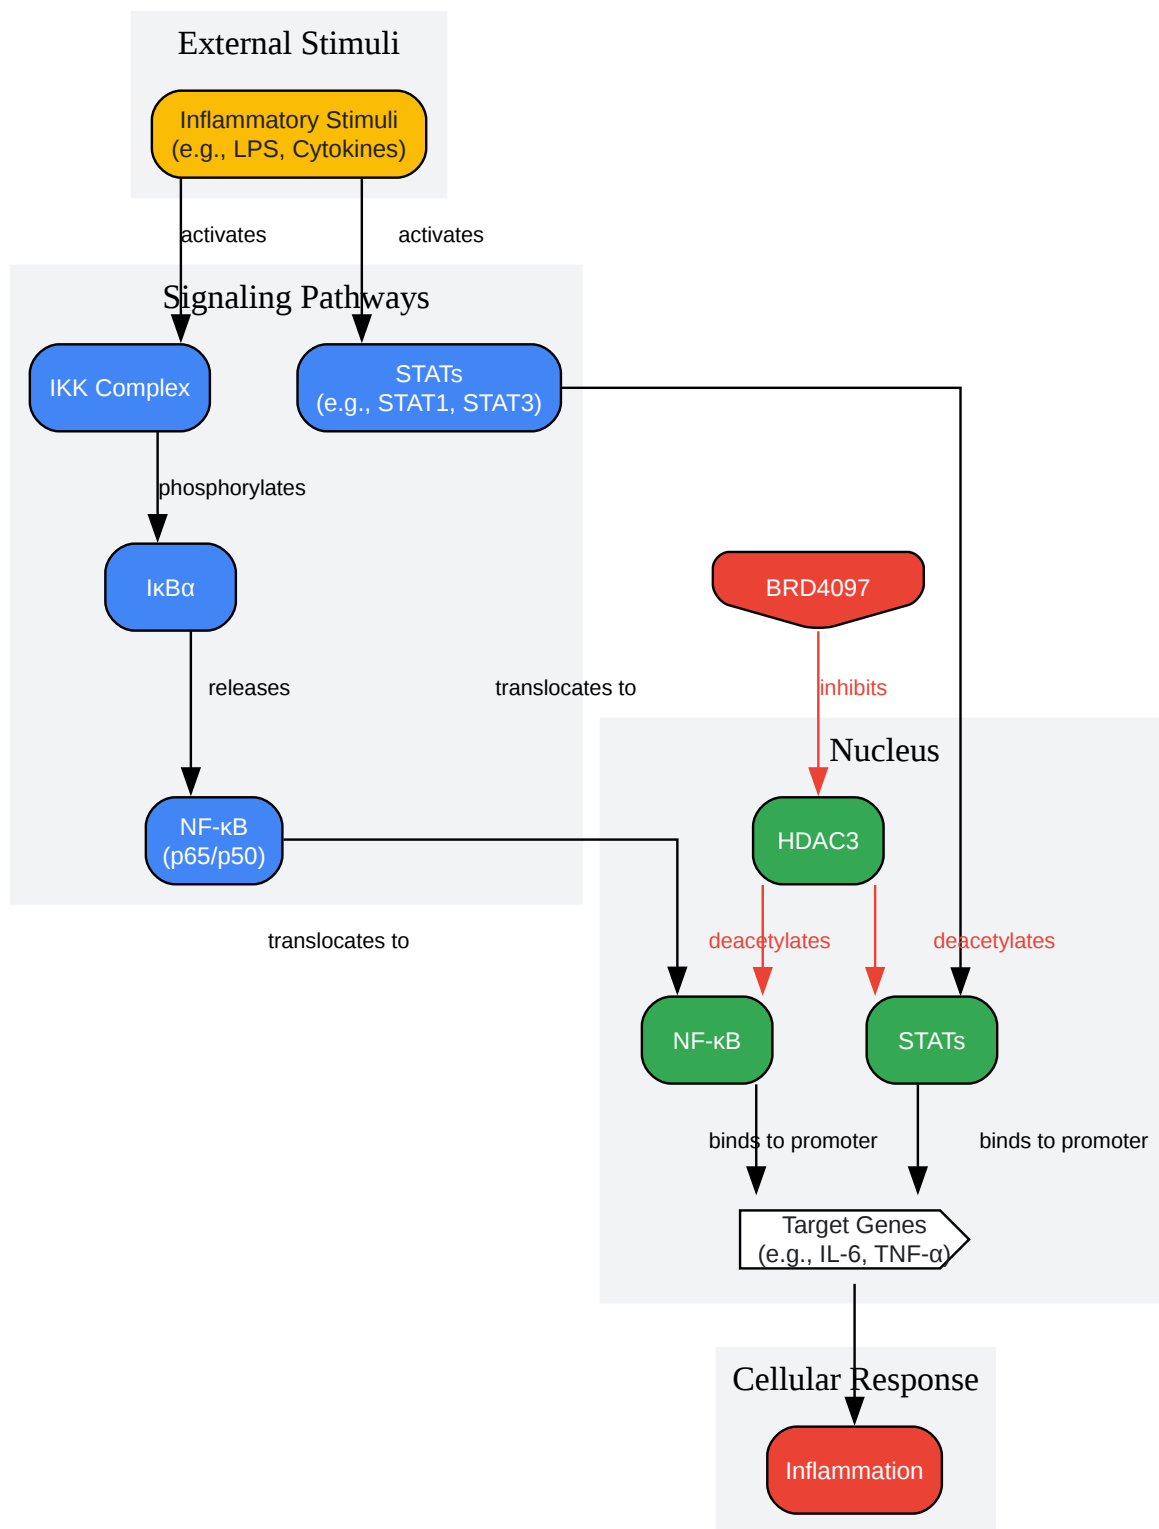 External Stimuli
Inflammatory Stimuli
(e.g., LPS, Cytokines)
activates
activates
Signaling Pathways
IKK Complex
STATs
(e.g., STAT1, STAT3)
phosphorylates
IκBα
BRD4097
releases
translocates to
inhibits
Nucleus
NF-κB
(p65/p50)
HDAC3
translocates to
deacetylates
deacetylates
NF-κB
STATs
binds to promoter
binds to promoter
Target Genes
(e.g., IL-6, TNF-α)
Cellular Response
Inflammation